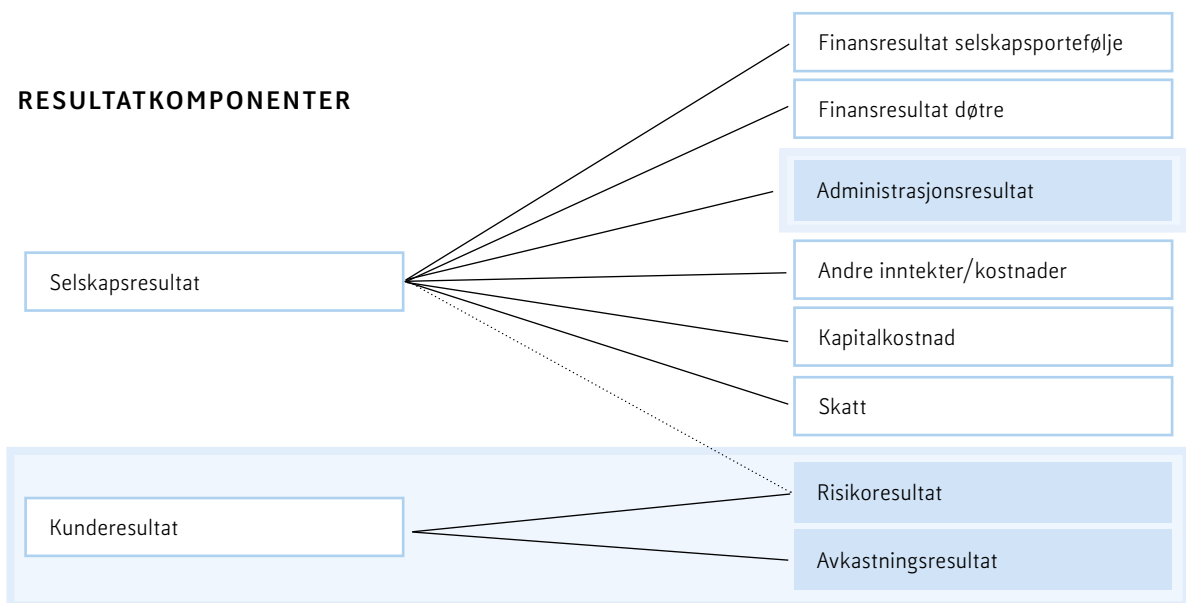 RESULTATKOMPONENTER
Finansresultat selskapsportefølje
Finansresultat døtre
Administrasjonsresultat
Selskapsresultat
Andre inntekter/kostnader
Kapitalkostnad
Skatt
Kunderesultat
Risikoresultat
Avkastningsresultat